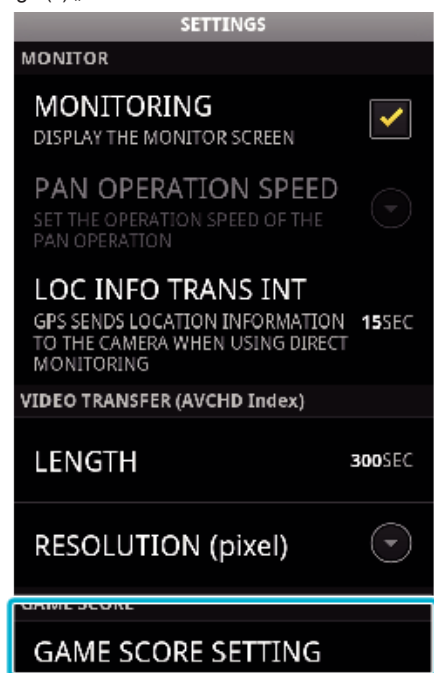 SETTINGS
MONITOR
MONITORING
DISPLAY THE MONITOR SCREEN
PAN OPERATION SPEED
SET THE OPERATION SPEED OF THE
PAN OPERATION
LOC INFO TRANS INT
GPS SENDS LOCATION INFORMATION 15SEC
TO THE CAMERA WHEN USING DIRECT
MONITORING
VIDEO TRANSFER (AVCHD Index)
LENGTH 300SEC
RESOLUTION (pixel)
GAME SCORE
GAME SCORE SETTING